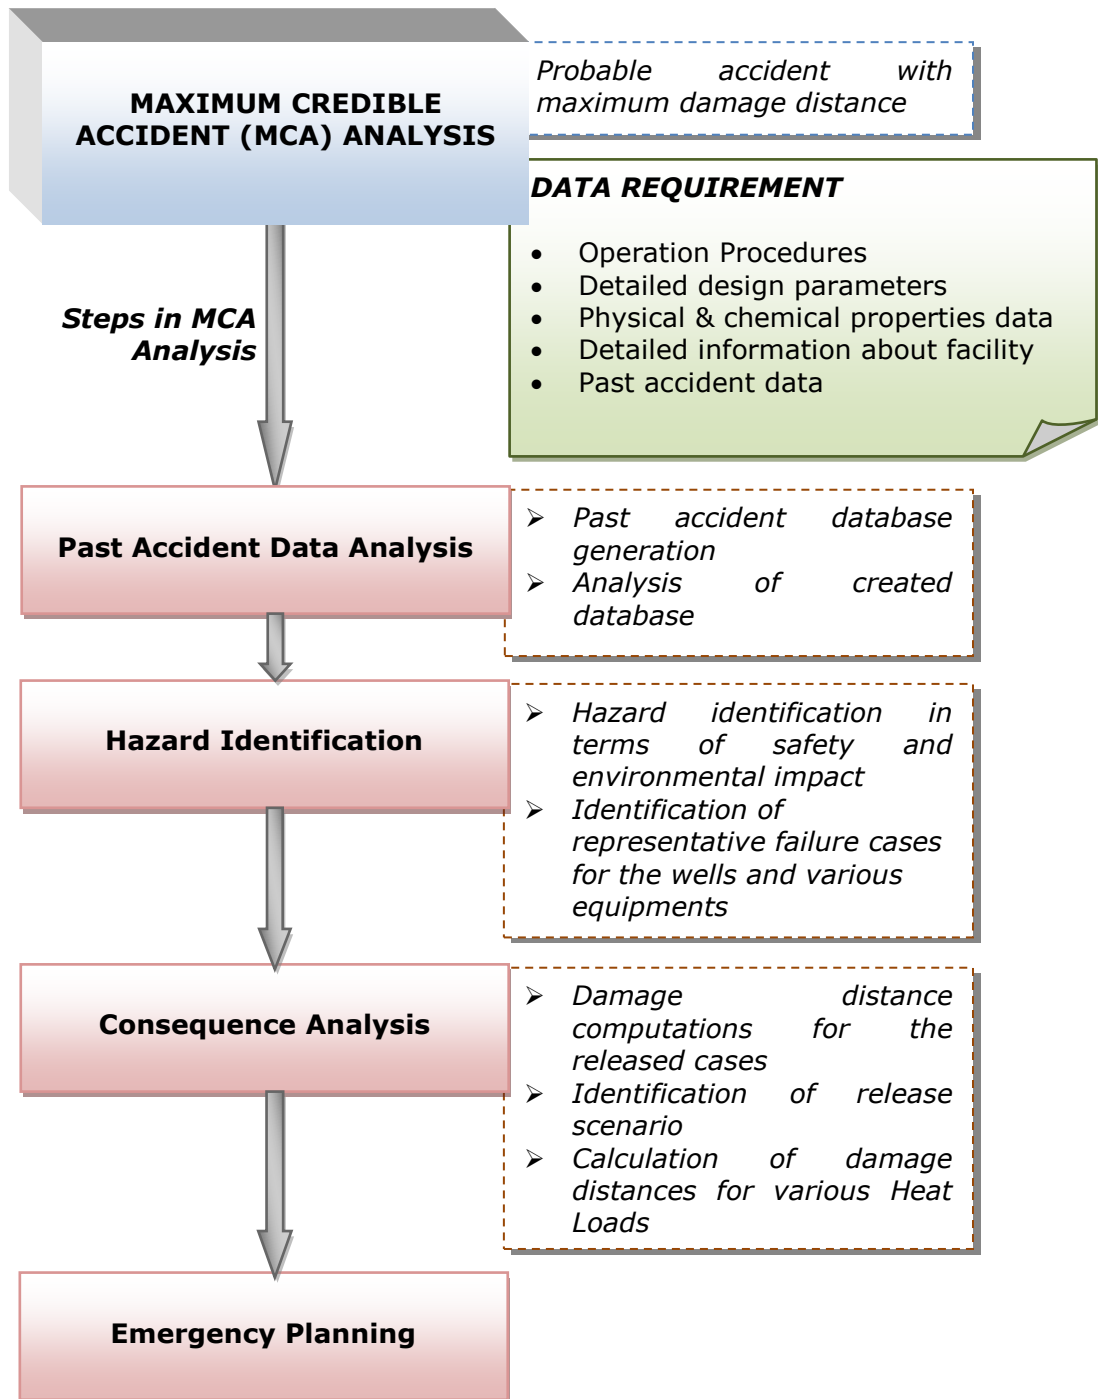 MAXIMUM CREDIBLE
ACCIDENT (MCA) ANALYSIS
Probable accident with
maximum damage distance
DATA REQUIREMENT
• Operation Procedures
• Detailed design parameters
• Physical & chemical properties data
• Detailed information about facility
• Past accident data
Steps in MCA
Analysis
Past Accident Data Analysis
➢ Past accident database
generation
➢ Analysis of created
database
Hazard Identification
➢ Hazard identification in
terms of safety and
environmental impact
➢ Identification of
representative failure cases
for the wells and various
equipments
Consequence Analysis
➢ Damage distance
computations for the
released cases
➢ Identification of release
scenario
➢ Calculation of damage
distances for various Heat
Loads
Emergency Planning